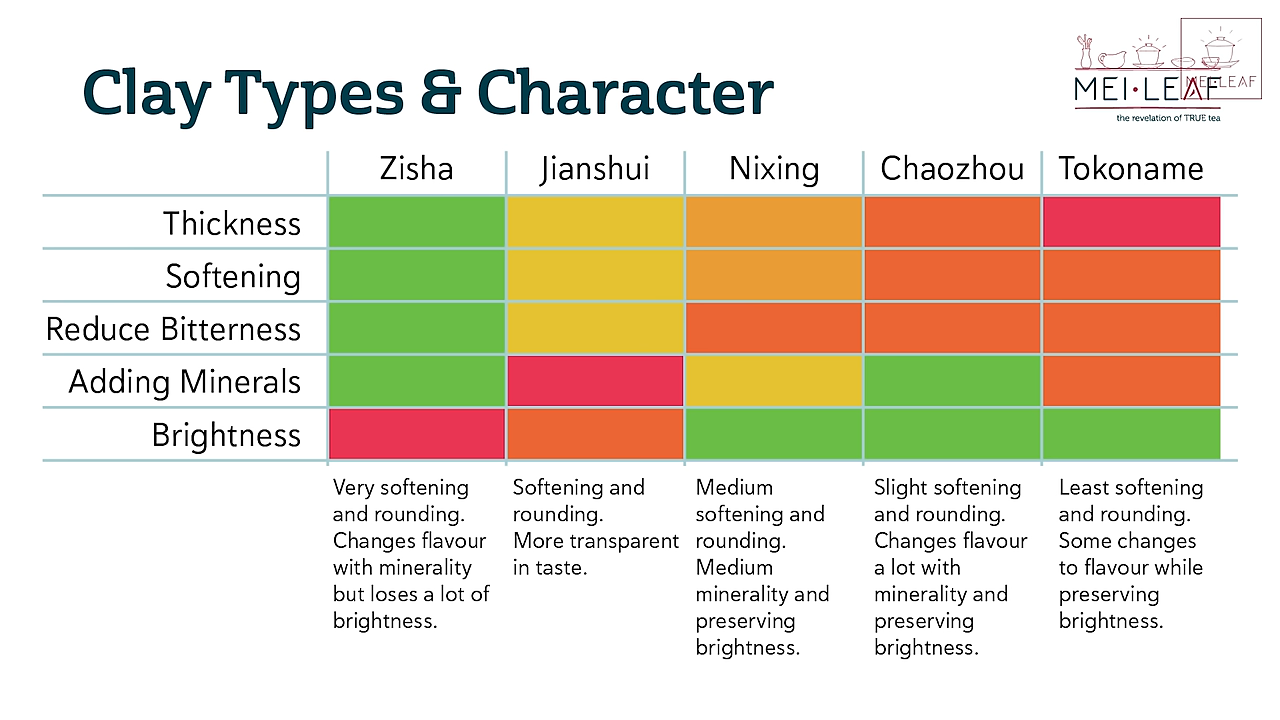 Clay Types & Character
MEI·LEAF
MEI LEAF
the revelation of TRUE tea
Zisha Jianshui Nixing Chaozhou Tokoname
Thickness
Softening
Reduce Bitterness
Adding Minerals
Brightness
Very softening
and rounding.
Changes flavour
with minerality
but loses a lot of
brightness.
Softening and
rounding.
More transparent
in taste.
Medium
softening and
rounding.
Medium
minerality and
preserving
brightness.
Slight softening
and rounding.
Changes flavour
a lot with
minerality and
preserving
brightness.
Least softening
and rounding.
Some changes
to flavour while
preserving
brightness.